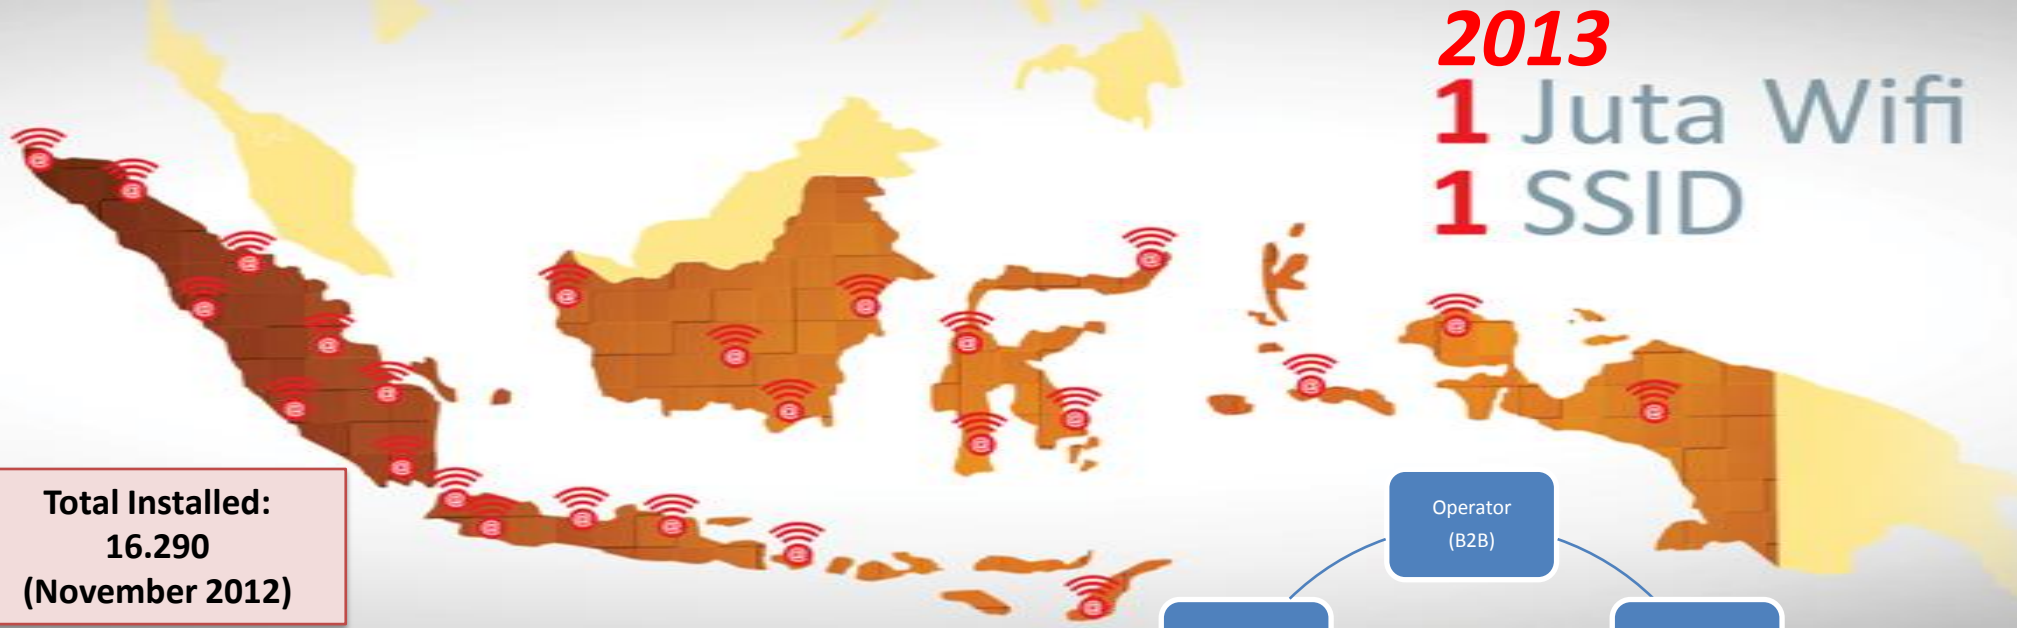 2013
1 Juta Wifi
1 SSID
Total Installed:
16.290
(November 2012)
Operator
(B2B)